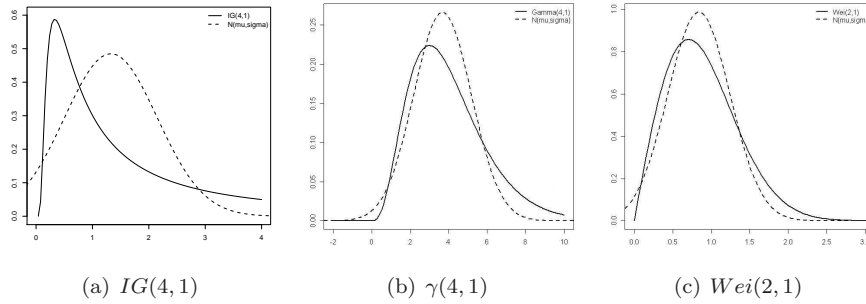 IG(4,1)
N(mu,sigma)
0.0 0.1 0.2 0.3 0.4 0.5 0.6
0 1 2 3 4
(a) IG(4, 1)
Gamma(4,1)
N(mu,sigma)
0.00 0.05 0.10 0.15 0.20 0.25
-2 0 2 4 6 8 10
(b) γ(4, 1)
Wei(2,1)
N(mu,sigm
0.0 0.2 0.4 0.6 0.8 1.0
0.0 0.5 1.0 1.5 2.0 2.5 3.
(c) Wei(2, 1)